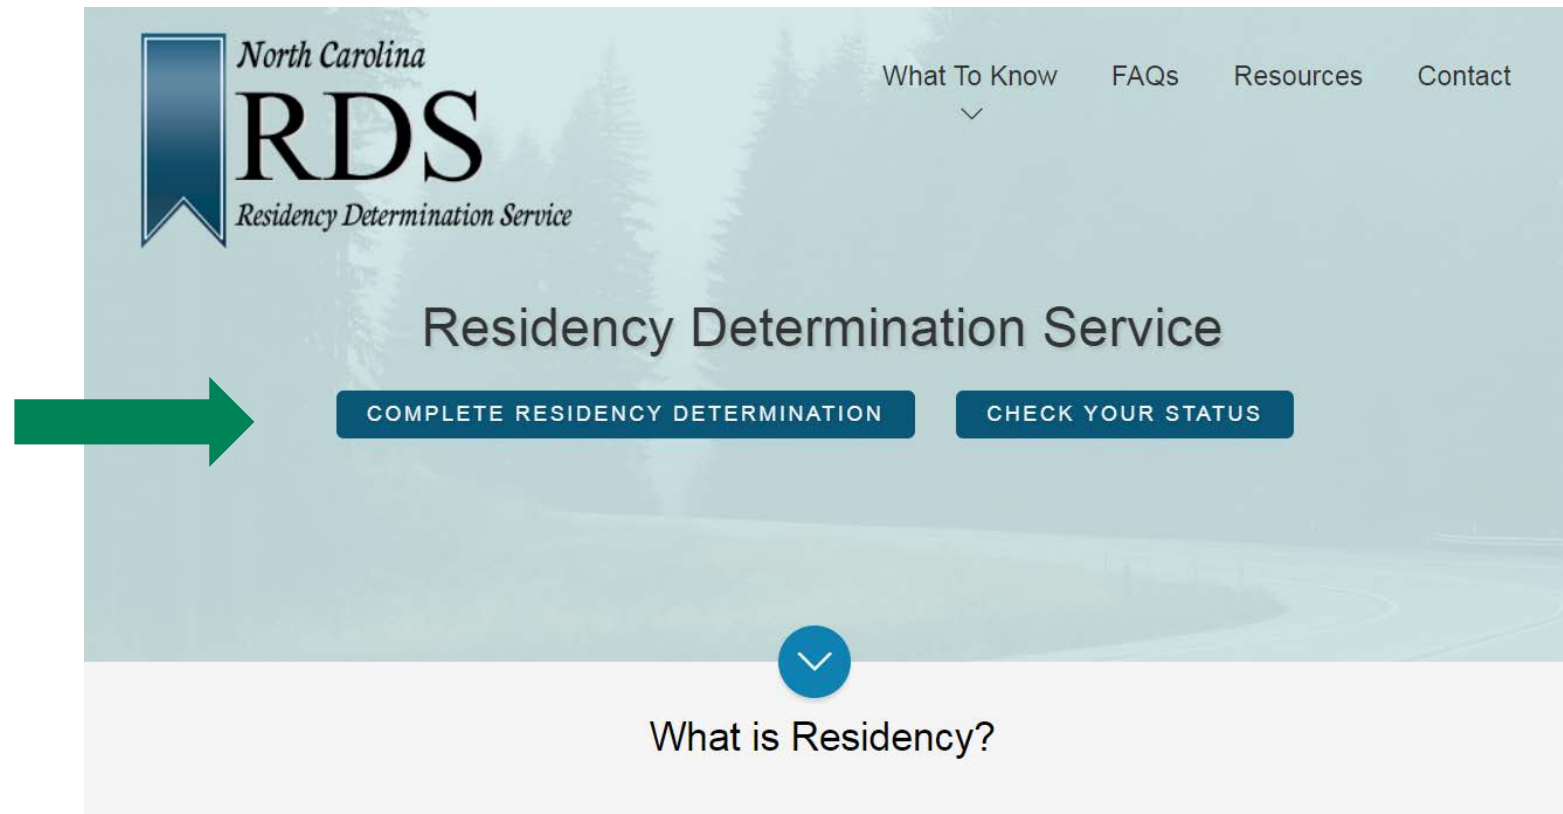 North Carolina
RDS
Residency Determination Service
What To Know FAQs Resources Contact
Residency Determination Service
COMPLETE RESIDENCY DETERMINATION CHECK YOUR STATUS
What is Residency?